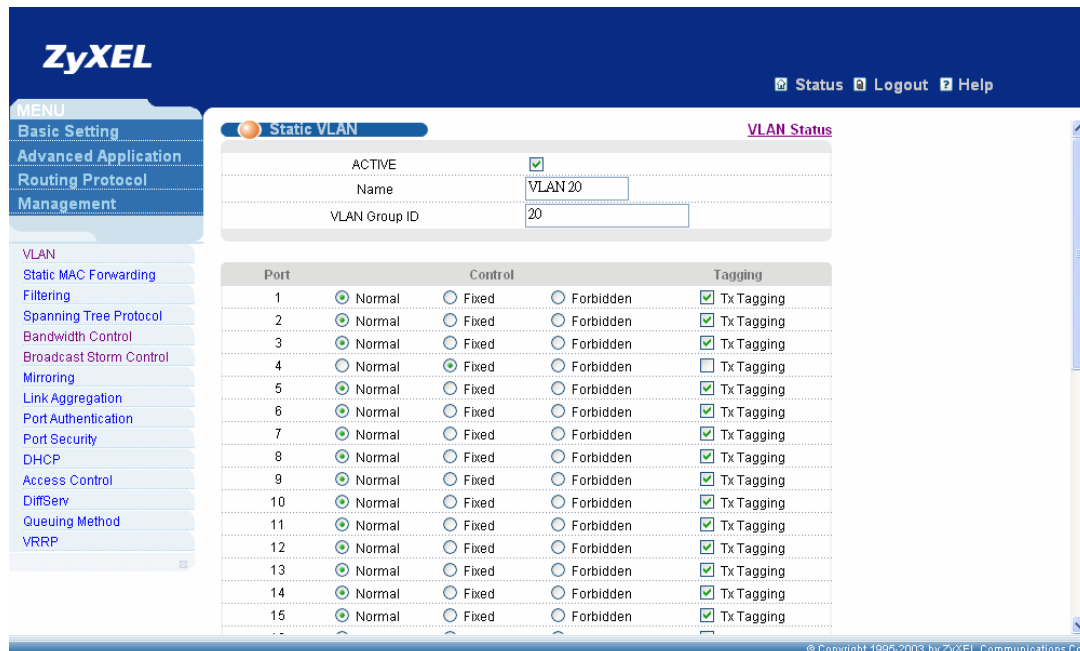 ZyXEL
Status Logout Help
MENU
Basic Setting
Advanced Application
Routing Protocol
Management
VLAN
Static MAC Forwarding
Filtering
Spanning Tree Protocol
Bandwidth Control
Broadcast Storm Control
Mirroring
Link Aggregation
Port Authentication
Port Security
DHCP
Access Control
DiffServ
Queuing Method
VRRP
Static VLAN VLAN Status
ACTIVE
Name VLAN 20
VLAN Group ID 20
Port Control Tagging
1 Normal Fixed Forbidden Tx Tagging
2 Normal Fixed Forbidden Tx Tagging
3 Normal Fixed Forbidden Tx Tagging
4 Normal Fixed Forbidden Tx Tagging
5 Normal Fixed Forbidden Tx Tagging
6 Normal Fixed Forbidden Tx Tagging
7 Normal Fixed Forbidden Tx Tagging
8 Normal Fixed Forbidden Tx Tagging
9 Normal Fixed Forbidden Tx Tagging
10 Normal Fixed Forbidden Tx Tagging
11 Normal Fixed Forbidden Tx Tagging
12 Normal Fixed Forbidden Tx Tagging
13 Normal Fixed Forbidden Tx Tagging
14 Normal Fixed Forbidden Tx Tagging
15 Normal Fixed Forbidden Tx Tagging
© Copyright 1995-2003 by ZyXEL Communications Co